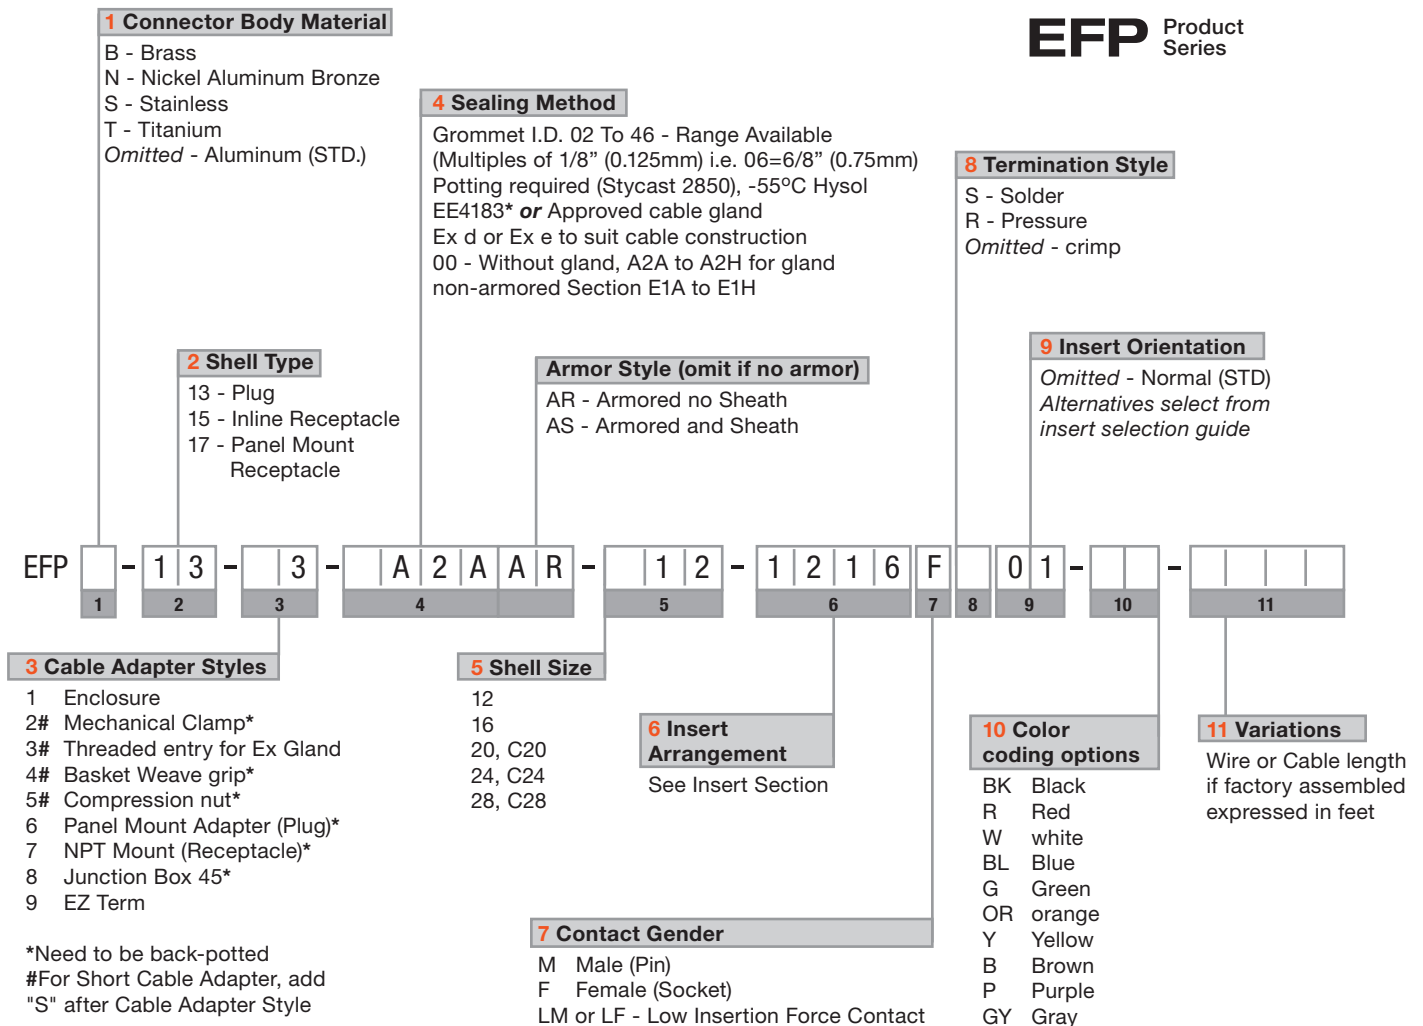 EFP Product
Series
1 Connector Body Material
B - Brass
N - Nickel Aluminum Bronze
S - Stainless
T - Titanium
Omitted - Aluminum (STD.)
4 Sealing Method
Grommet I.D. 02 To 46 - Range Available
(Multiples of 1/8” (0.125mm) i.e. 06=6/8” (0.75mm)
Potting required (Stycast 2850), -55ºC Hysol
EE4183* or Approved cable gland
Ex d or Ex e to suit cable construction
00 - Without gland, A2A to A2H for gland
non-armored Section E1A to E1H
8 Termination Style
S - Solder
R - Pressure
Omitted - crimp
2 Shell Type
13 - Plug
15 - Inline Receptacle
17 - Panel Mount
Receptacle
Armor Style (omit if no armor)
AR - Armored no Sheath
AS - Armored and Sheath
9 Insert Orientation
Omitted - Normal (STD)
Alternatives select from
insert selection guide
EFP - 1 3 - 3 - A 2 A A R - 1 2 - 1 2 1 6 F 0 1 - -
1 2 3 4 5 6 7 8 9 10 11
3 Cable Adapter Styles
1 Enclosure
2# Mechanical Clamp*
3# Threaded entry for Ex Gland
4# Basket Weave grip*
5# Compression nut*
6 Panel Mount Adapter (Plug)*
7 NPT Mount (Receptacle)*
8 Junction Box 45*
9 EZ Term
*Need to be back-potted
#For Short Cable Adapter, add
"S" after Cable Adapter Style
5 Shell Size
12
16
20, C20
24, C24
28, C28
6 Insert
Arrangement
See Insert Section
7 Contact Gender
M Male (Pin)
F Female (Socket)
LM or LF - Low Insertion Force Contact
10 Color
coding options
BK Black
R Red
W white
BL Blue
G Green
OR orange
Y Yellow
B Brown
P Purple
GY Gray
11 Variations
Wire or Cable length
if factory assembled
expressed in feet